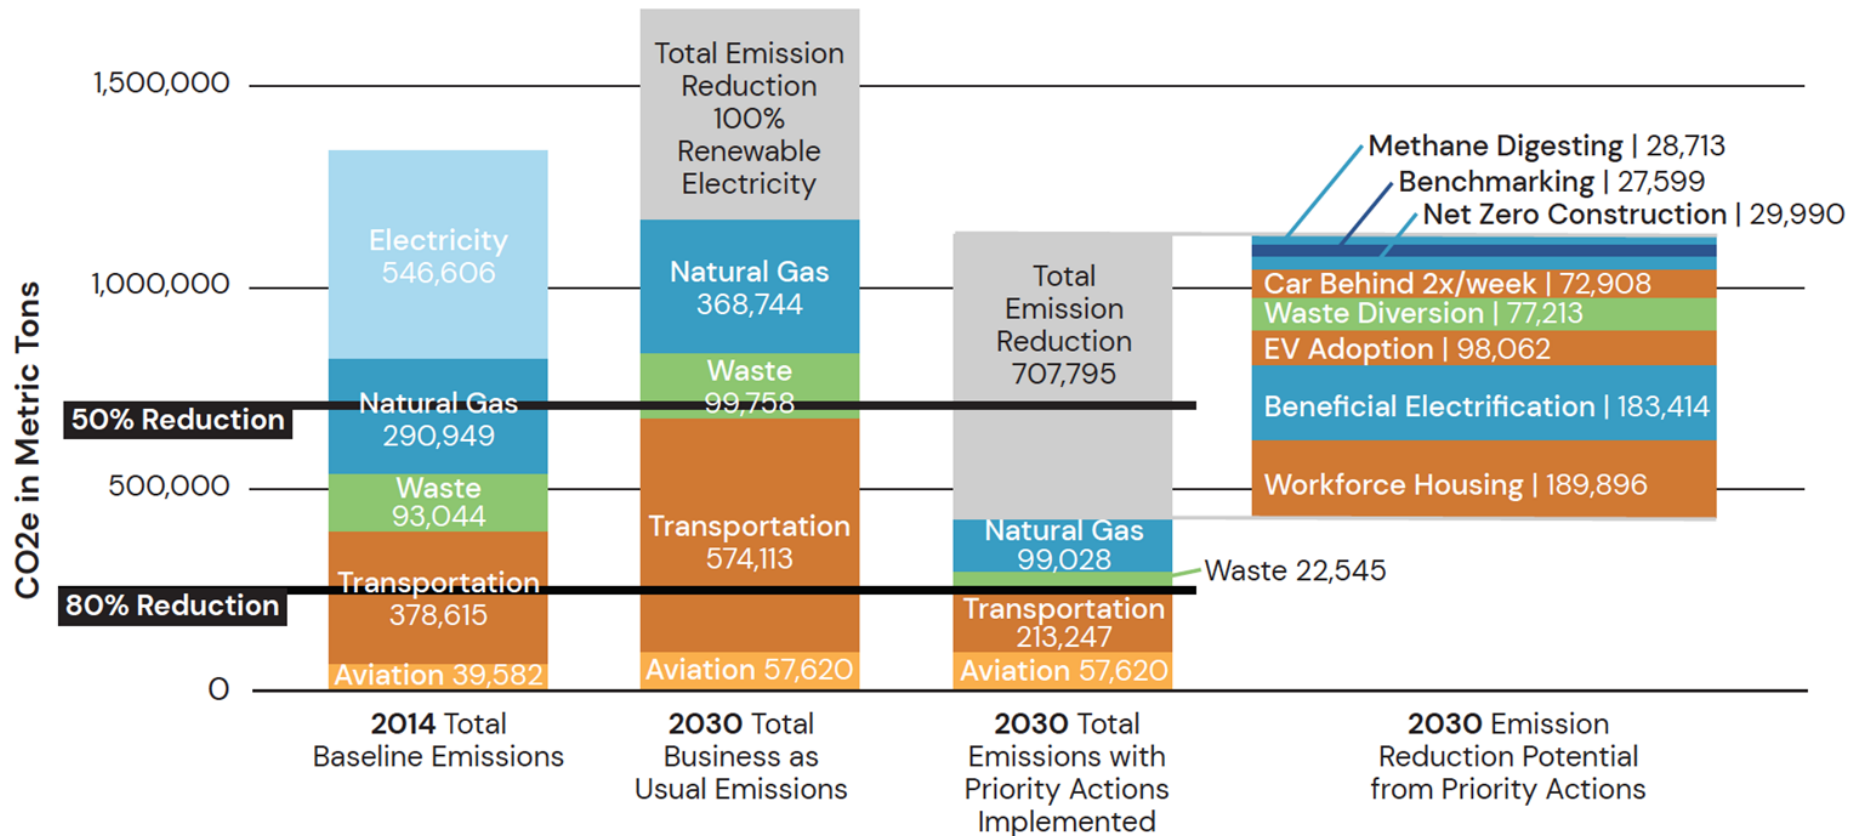 CO2e in Metric Tons
1,500,000
1,000,000
500,000
0
50% Reduction
80% Reduction
Electricity
546,606
Natural Gas
290,949
Waste
93,044
Transportation
378,615
Aviation 39,582
2014 Total
Baseline Emissions
Total Emission
Reduction
100%
Renewable
Electricity
Natural Gas
368,744
Waste
99,758
Transportation
574,113
Aviation 57,620
2030 Total
Business as
Usual Emissions
Total
Emission
Reduction
707,795
Natural Gas
99,028
Waste 22,545
Transportation
213,247
Aviation 57,620
2030 Total
Emissions with
Priority Actions
Implemented
Methane Digesting | 28,713
Benchmarking | 27,599
Net Zero Construction | 29,990
Car Behind 2x/week | 72,908
Waste Diversion | 77,213
EV Adoption | 98,062
Beneficial Electrification | 183,414
Workforce Housing | 189,896
2030 Emission
Reduction Potential
from Priority Actions